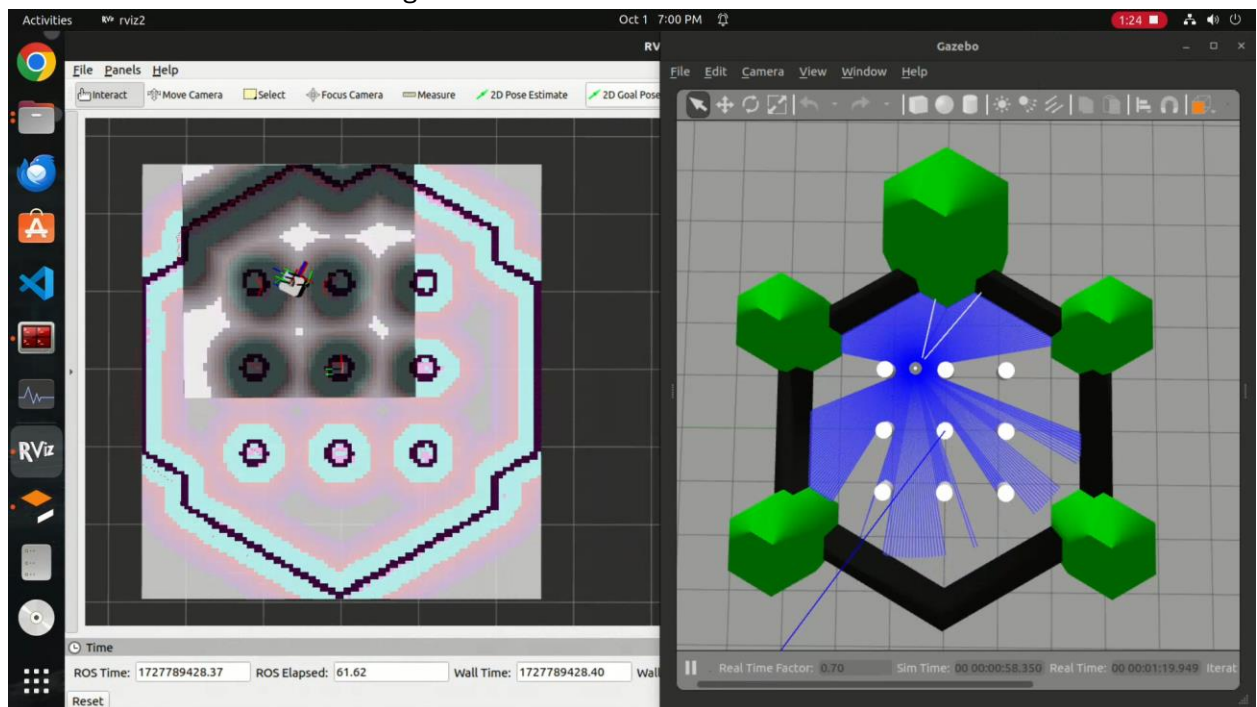 Activities rviz2 Oct 1 7:00 PM 1:24
RV
File Panels Help
Interact Move Camera Select Focus Camera Measure 2D Pose Estimate 2D Goal Pose
Gazebo
File Edit Camera View Window Help
RViz
Time
ROS Time: 1727789428.37 ROS Elapsed: 61.62 Wall Time: 1727789428.40 Wall
Reset
Real Time Factor: 0.70 Sim Time: 00 00:00:58.350 Real Time: 00 00:01:19.949 Iterat